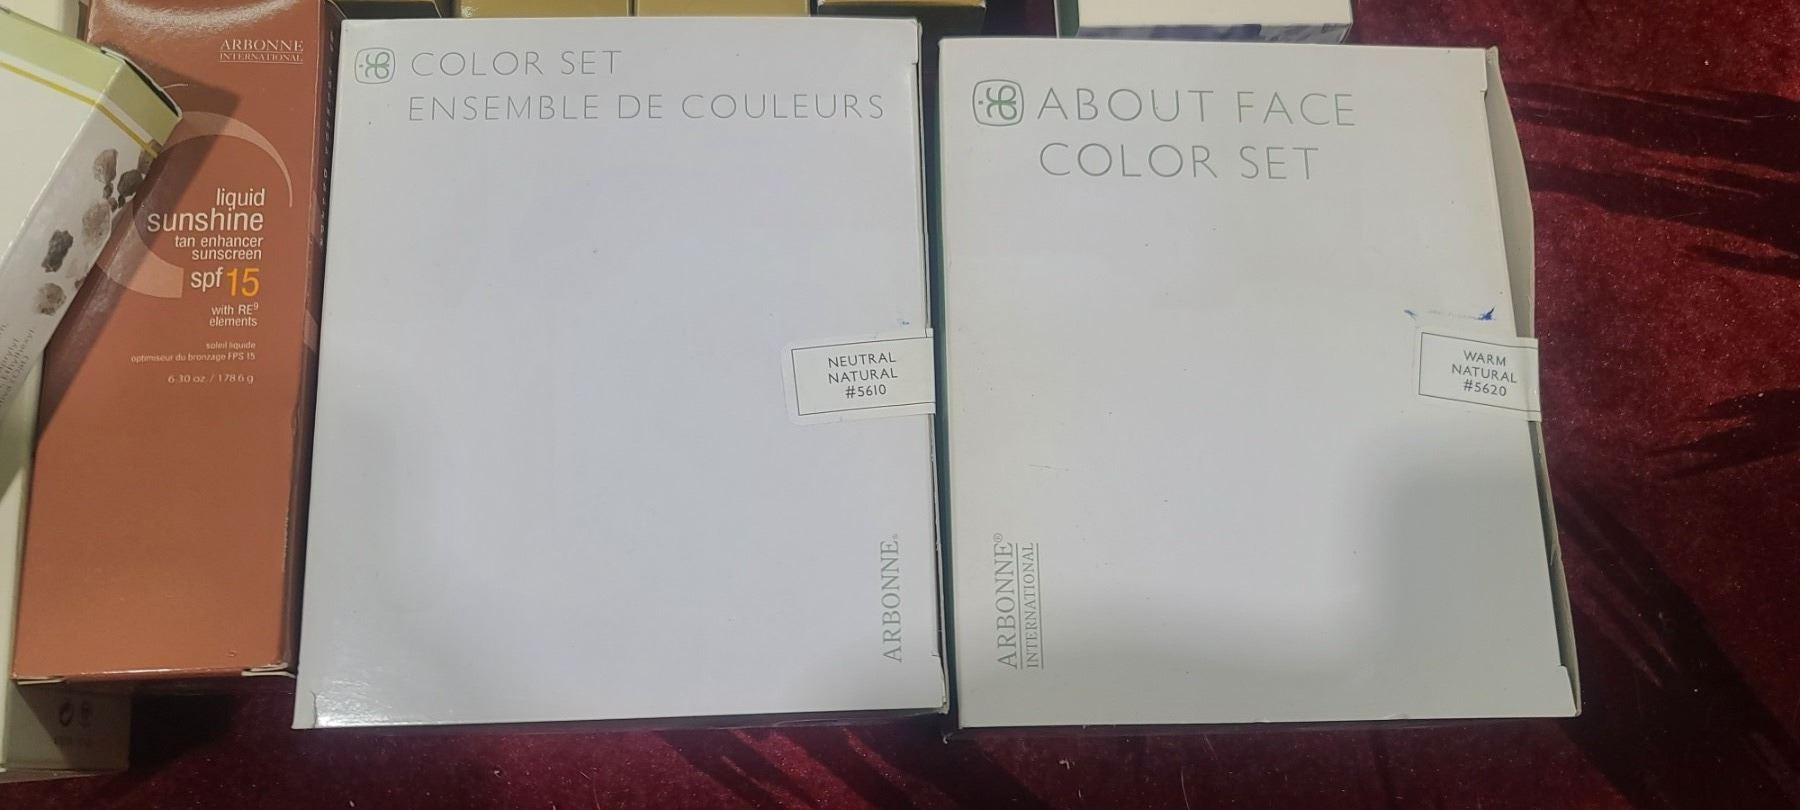 ARBONNE
INTERNATIONAL
liquid
sunshine
tan enhancer
sunscreen
spf 15
with RE⁹
elements
soleil liquide
optimiseur du bronzage FPS 15
6.30 oz. / 178.6 g
COLOR SET
ENSEMBLE DE COULEURS
NEUTRAL
NATURAL
#5610
ARBONNE®
ABOUT FACE
COLOR SET
WARM
NATURAL
#5620
ARBONNE®
INTERNATIONAL